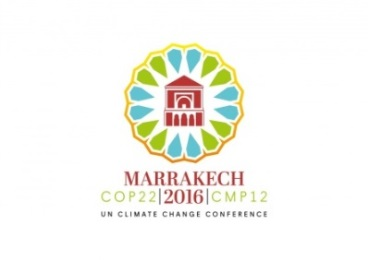 MARRAKECH
COP22|2016|CMP12
UN CLIMATE CHANGE CONFERENCE